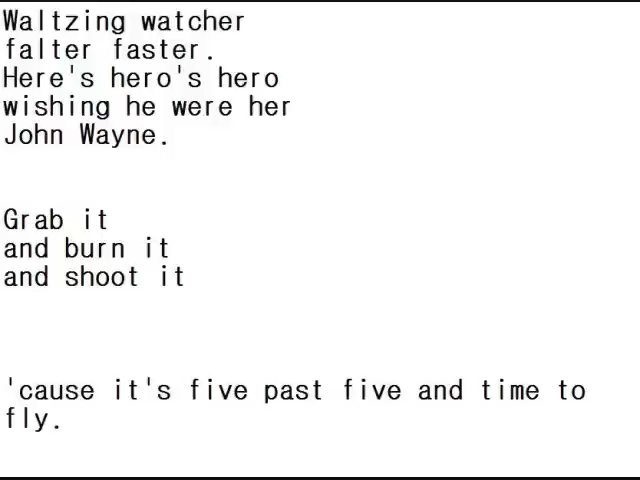 Waltzing watcher
falter faster.
Here's hero's hero
wishing he were her
John Wayne.
Grab it
and burn it
and shoot it
'cause it's five past five and time to
fly.